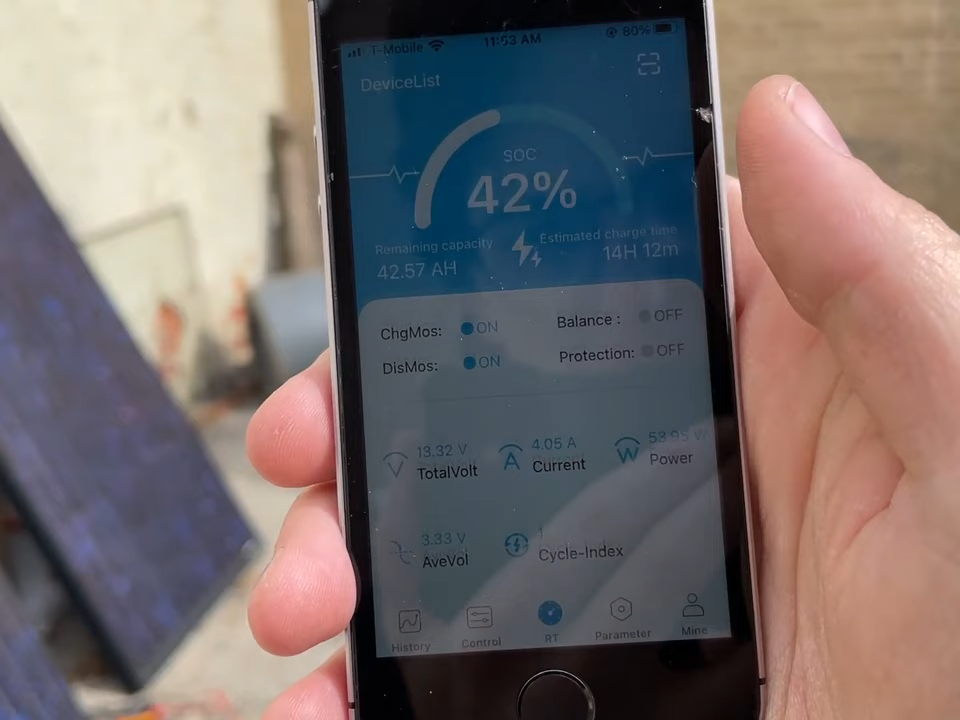 T-Mobile 11:53 AM 80%
DeviceList
SOC
42%
Remaining capacity
42.57 AH
Estimated charge time
14H 12m
ChgMos: ON
Balance : OFF
DisMos: ON
Protection: OFF
13.32 V
TotalVolt
4.05 A
Current
53.95 W
Power
3.33 V
AveVol
1
Cycle-Index
History
Control
RT
Parameter
Mine